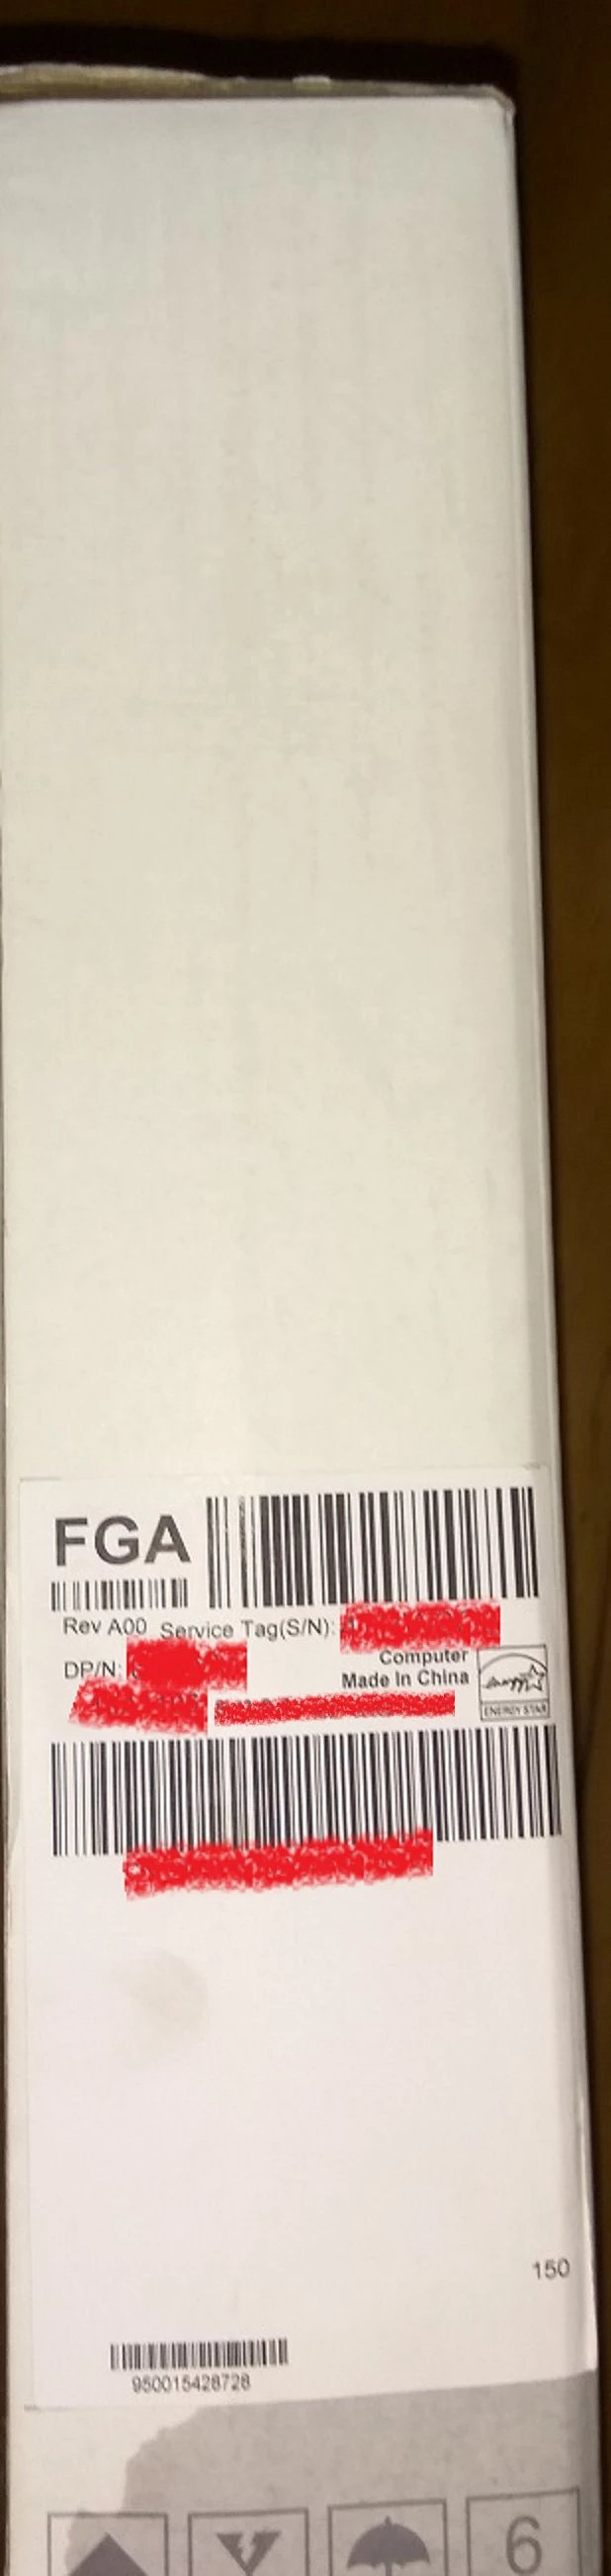 FGA
Rev A00 Service Tag(S/N):
DP/N:
Computer
Made In China
ENERGY STAR
150
950015428728
6